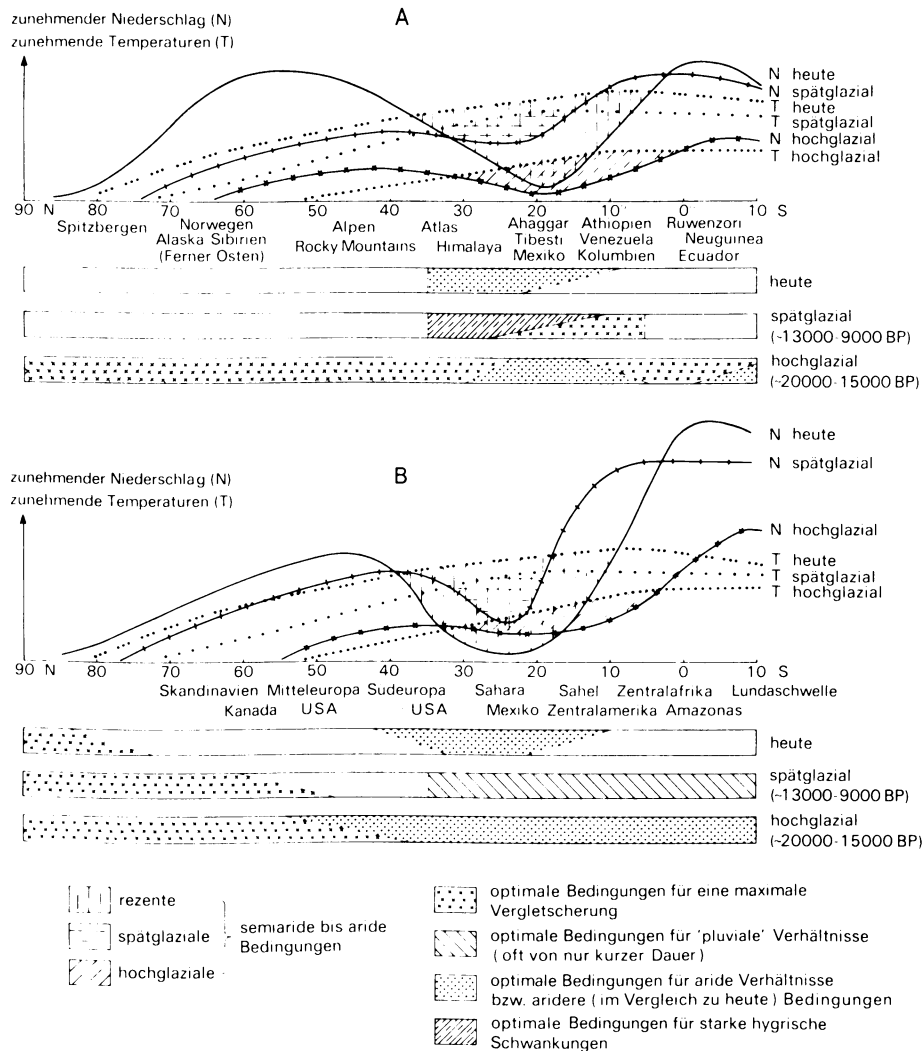 A
zunehmender Niederschlag (N)
zunehmende Temperaturen (T)
N heute
N spätglazial
T heute
T spätglazial
N hochglazial
T hochglazial
90 N 80 70 60 50 40 30 20 10 0 10 S
Spitzbergen Norwegen Alpen Atlas Ahaggar Äthiopien Ruwenzori
Alaska Sibirien Rocky Mountains Himalaya Tibesti Venezuela Neuguinea
(Ferner Osten) Mexiko Kolumbien Ecuador
heute
spätglazial
(~13000-9000 BP)
hochglazial
(~20000-15000 BP)
B
zunehmender Niederschlag (N)
zunehmende Temperaturen (T)
N heute
N spätglazial
N hochglazial
T heute
T spätglazial
T hochglazial
90 N 80 70 60 50 40 30 20 10 0 10 S
Skandinavien Mitteleuropa Südeuropa Sahara Sahel Zentralafrika Lundaschwelle
Kanada USA USA Mexiko Zentralamerika Amazonas
heute
spätglazial
(~13000-9000 BP)
hochglazial
(~20000-15000 BP)
rezente
spätglaziale
hochglaziale
semiaride bis aride
Bedingungen
optimale Bedingungen für eine maximale
Vergletscherung
optimale Bedingungen für 'pluviale' Verhältnisse
(oft von nur kurzer Dauer)
optimale Bedingungen für aride Verhältnisse
bzw. aridere (im Vergleich zu heute) Bedingungen
optimale Bedingungen für starke hygrische
Schwankungen